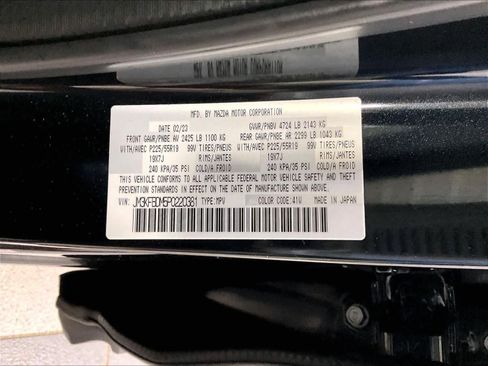 MFD. BY MAZDA MOTOR CORPORATION
DATE 02/23 GVWR/PNBV 4724 LB 2143 KG
FRONT GAWR/PNBE AV 2425 LB 1100 KG REAR GAWR/PNBE AR 2299 LB 1043 KG
WITH/AVEC P225/55R19 99V TIRES/PNEUS WITH/AVEC P225/55R19 99V TIRES/PNEUS
19X7J RIMS/JANTES 19X7J RIMS/JANTES
240 KPA/35 PSI COLD/A FROID 240 KPA/35 PSI COLD/A FROID
THIS VEHICLE CONFORMS TO ALL APPLICABLE FEDERAL MOTOR VEHICLE SAFETY AND THEFT
PREVENTION STANDARDS IN EFFECT ON THE DATE OF MANUFACTURE SHOWN ABOVE.
VIN: JM3KFBDM5P0220381 TYPE: MPV COLOR CODE: 41W MADE IN JAPAN